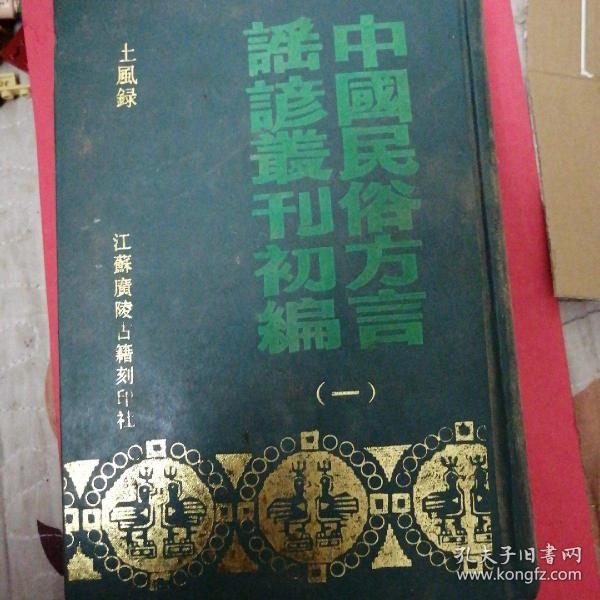 中國民俗方言
謡諺叢刊初編
（一）
土風録
江蘇廣陵古籍刻印社
孔夫子旧书网
www.kongfz.com